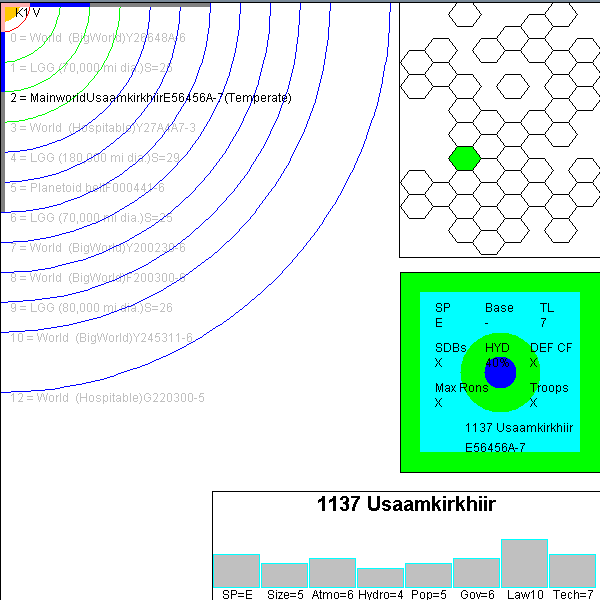 K1 V
0 = World (BigWorld)Y26648A-6
1 = LGG (70,000 mi dia.)S=23
2 = MainworldUsaamkirkhiirE56456A-7(Temperate)
3 = World (Hospitable)Y27A4A7-3
4 = LGG (180,000 mi dia.)S=29
5 = Planetoid beltF000441-6
6 = LGG (70,000 mi dia.)S=25
7 = World (BigWorld)Y200230-6
8 = World (BigWorld)F200300-6
9 = LGG (80,000 mi dia.)S=26
10 = World (BigWorld)Y245311-6
12 = World (Hospitable)G220300-5
SP Base TL
E - 7
SDBs HYD DEF CF
X 40% X
Max Rons Troops
X X
1137 Usaamkirkhiir
E56456A-7
1137 Usaamkirkhiir
SP=E Size=5 Atmo=6 Hydro=4 Pop=5 Gov=6 Law10 Tech=7